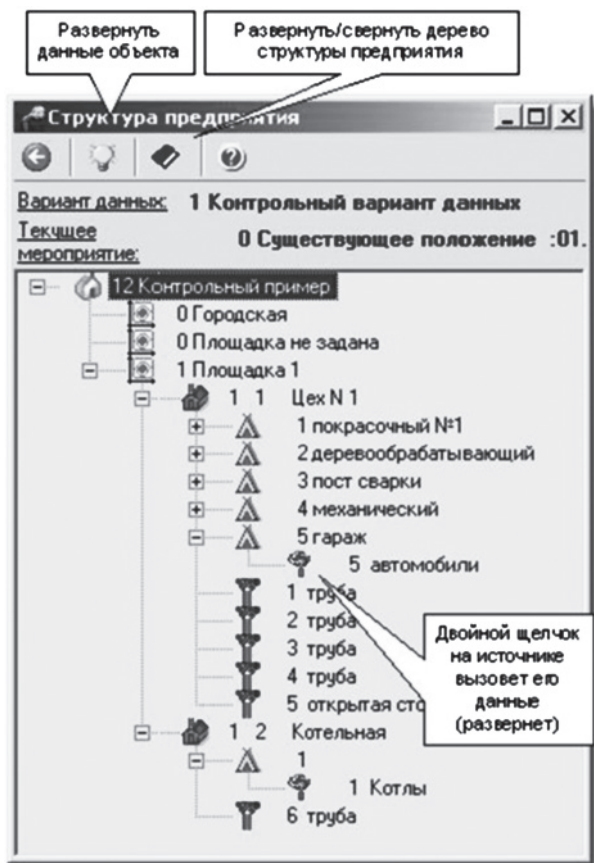 Развернуть
данные объекта
Развернуть/свернуть дерево
структуры предприятия
Структура предприятия
Вариант данных: 1 Контрольный вариант данных
Текущее
мероприятие: 0 Существующее положение :01.
12 Контрольный пример
0 Городская
0 Площадка не задана
1 Площадка 1
1 1 Цех N 1
1 покрасочный №1
2 деревообрабатывающий
3 пост сварки
4 механический
5 гараж
5 автомобили
1 труба
2 труба
3 труба
4 труба
5 открытая сто
Двойной щелчок
на источнике
вызовет его
данные
(развернет)
1 2 Котельная
1
1 Котлы
6 труба